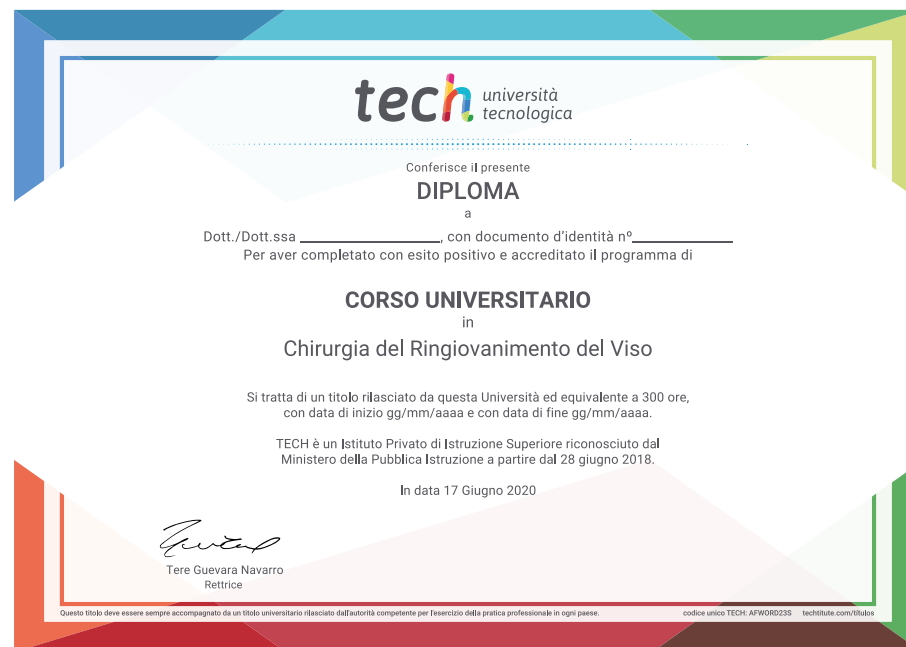 tech università
tecnologica
Conferisce il presente
DIPLOMA
a
Dott./Dott.ssa ____________________, con documento d'identità nº______________
Per aver completato con esito positivo e accreditato il programma di
CORSO UNIVERSITARIO
in
Chirurgia del Ringiovanimento del Viso
Si tratta di un titolo rilasciato da questa Università ed equivalente a 300 ore,
con data di inizio gg/mm/aaaa e con data di fine gg/mm/aaaa.
TECH è un Istituto Privato di Istruzione Superiore riconosciuto dal
Ministero della Pubblica Istruzione a partire dal 28 giugno 2018.
In data 17 Giugno 2020
Tere Guevara Navarro
Rettrice
Questo titolo deve essere sempre accompagnato da un titolo universitario rilasciato dall'autorità competente per l'esercizio della pratica professionale in ogni paese. codice unico TECH: AFWORD23S techtitute.com/titulos